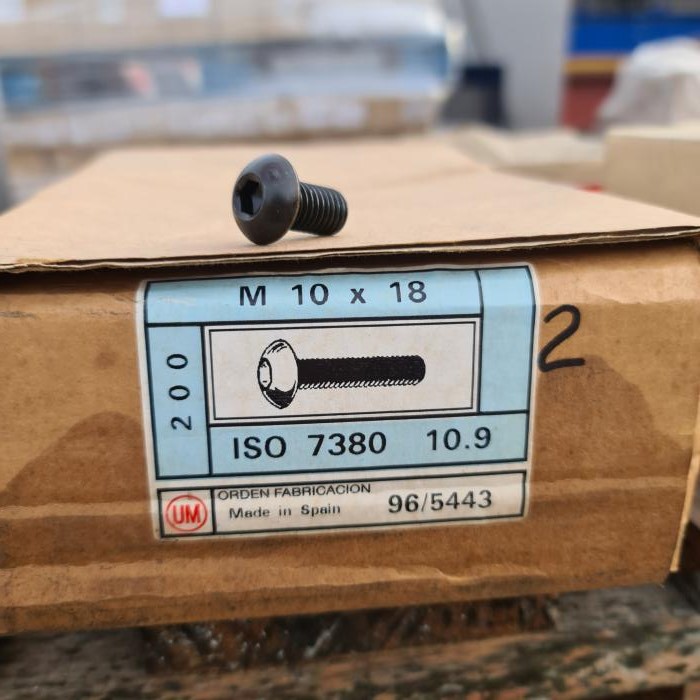 M 10 x 18
200
ISO 7380 10.9
2
UM
ORDEN FABRICACION
Made in Spain 96/5443